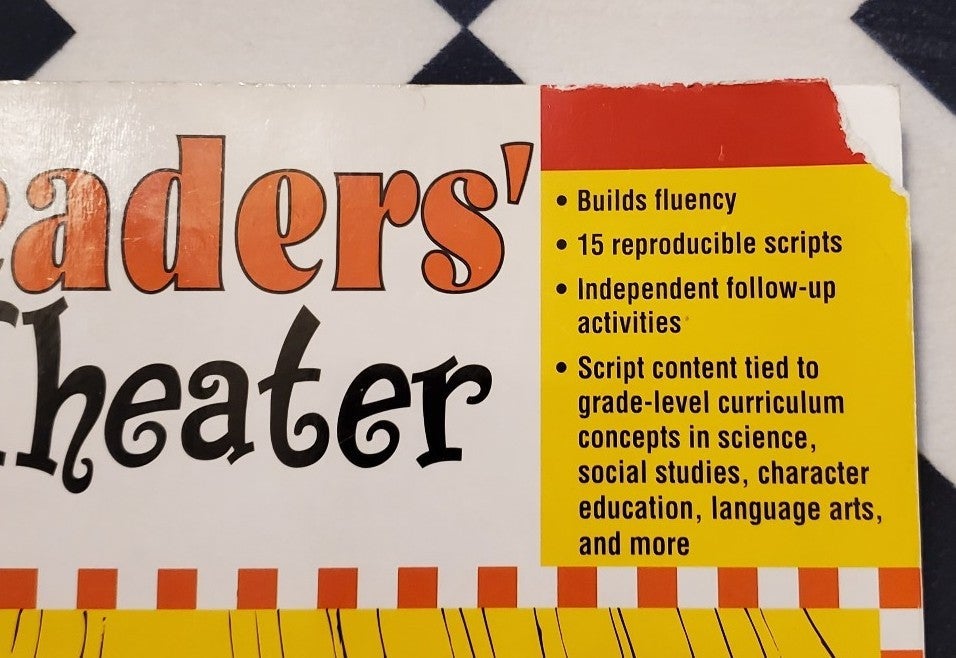 eaders'
Theater
• Builds fluency
• 15 reproducible scripts
• Independent follow-up
activities
• Script content tied to
grade-level curriculum
concepts in science,
social studies, character
education, language arts,
and more